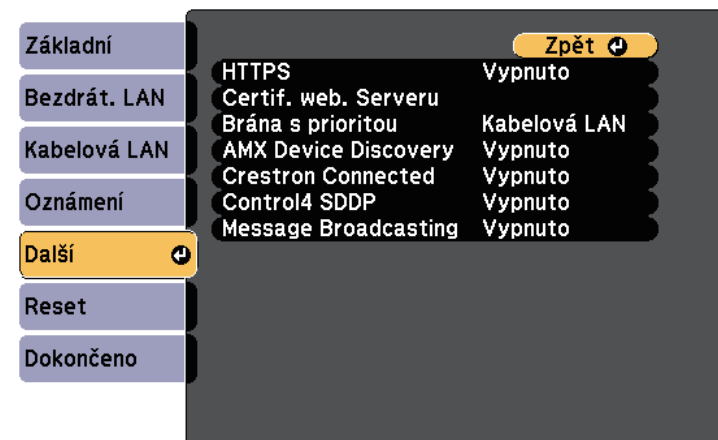 Základní
Bezdrát. LAN
Kabelová LAN
Oznámení
Další
Reset
Dokončeno
Zpět
HTTPS Vypnuto
Certif. web. Serveru
Brána s prioritou Kabelová LAN
AMX Device Discovery Vypnuto
Crestron Connected Vypnuto
Control4 SDDP Vypnuto
Message Broadcasting Vypnuto